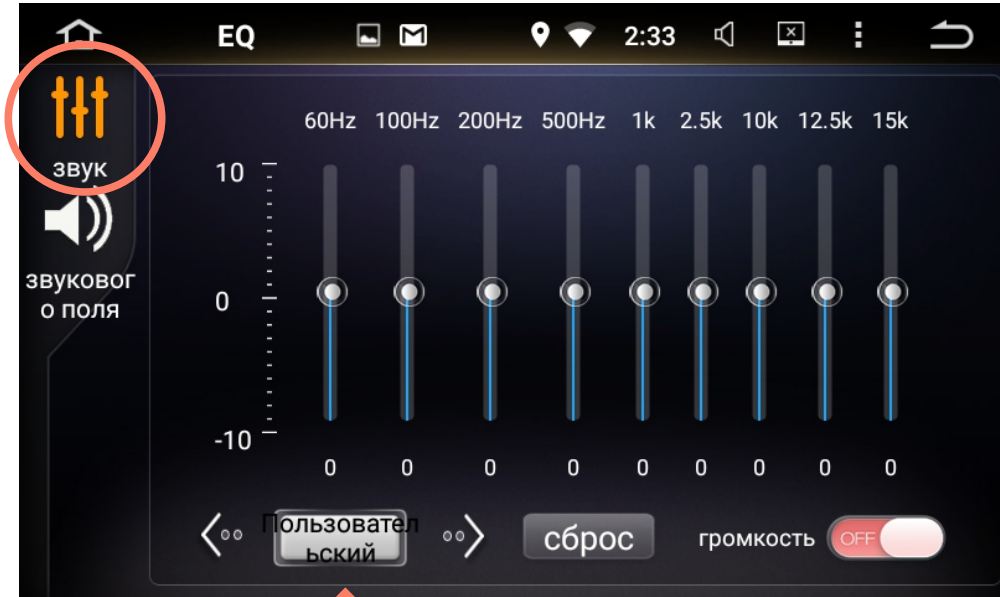 EQ 2:33
звук
звуковог
о поля
60Hz 100Hz 200Hz 500Hz 1k 2.5k 10k 12.5k 15k
10
0
-10
0 0 0 0 0 0 0 0 0
Пользовател
ьский
сброс
громкость OFF